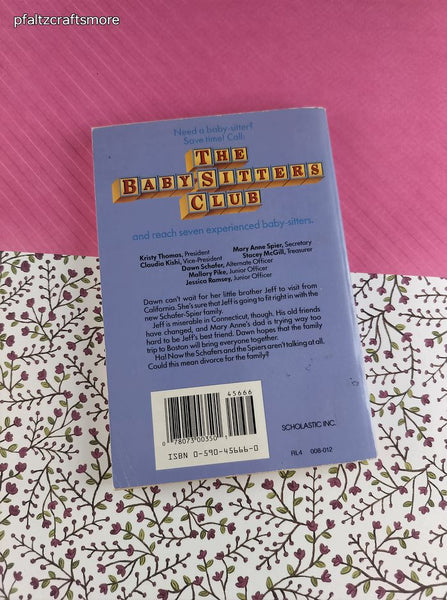 pfaltzcraftsmore
Need a baby-sitter?
Save time! Call:
THE
BABY-SITTERS
CLUB
and reach seven experienced baby-sitters.
Kristy Thomas, President Mary Anne Spier, Secretary
Claudia Kishi, Vice-President Stacey McGill, Treasurer
Dawn Schafer, Alternate Officer
Mallory Pike, Junior Officer
Jessica Ramsey, Junior Officer
Dawn can't wait for her little brother Jeff to visit from
California. She's sure that Jeff is going to fit right in with the
new Schafer-Spier family.
Jeff is miserable in Connecticut, though. His old friends
have changed, and Mary Anne's dad is trying way too
hard to be Jeff's best friend. Dawn hopes that the family
trip to Boston will bring everyone together.
Ha! Now the Schafers and the Spiers aren't talking at all.
Could this mean divorce for the family?
45666
0 78073 00350 1
ISBN 0-590-45666-0
SCHOLASTIC INC.
RL4 008-012